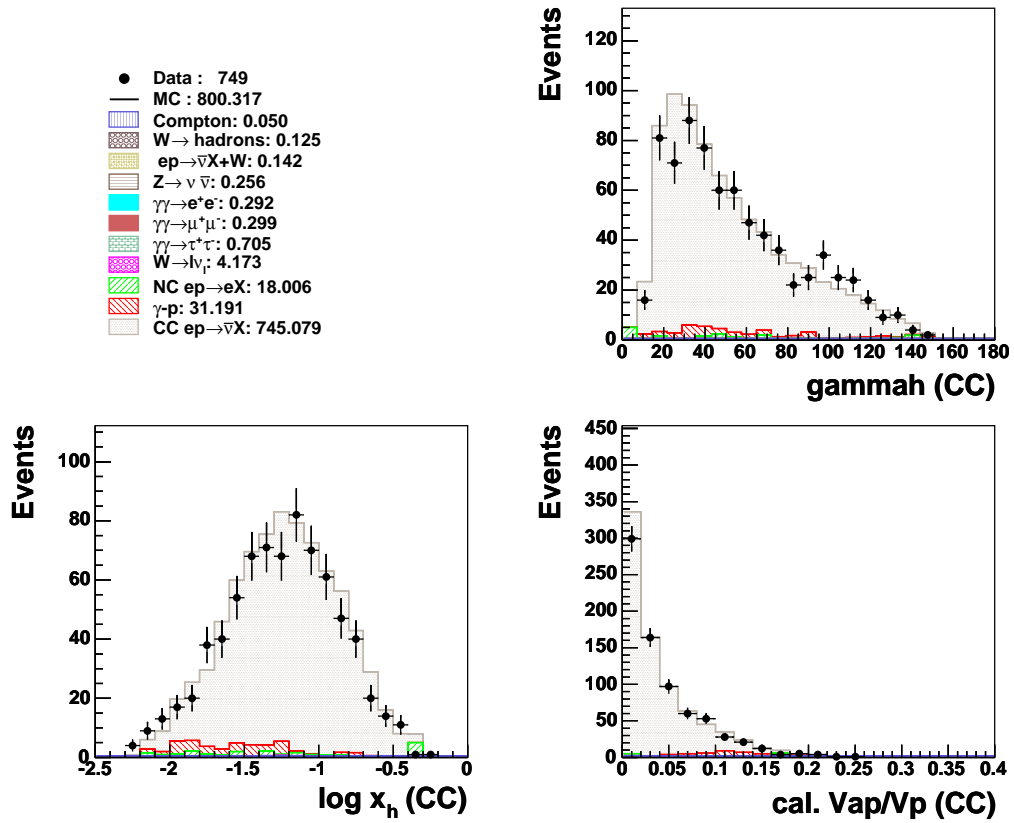 Data : 749
MC : 800.317
Compton: 0.050
W→ hadrons: 0.125
ep→ν̅X+W: 0.142
Z→ν ν̅: 0.256
γγ→e⁺e⁻: 0.292
γγ→μ⁺μ⁻: 0.299
γγ→τ⁺τ⁻: 0.705
W→lνₗ: 4.173
NC ep→eX: 18.006
γ-p: 31.191
CC ep→ν̅X: 745.079
Events
120
100
80
60
40
20
0
0 20 40 60 80 100 120 140 160 180
gammah (CC)
Events
100
80
60
40
20
0
-2.5 -2 -1.5 -1 -0.5 0
log x_h (CC)
Events
450
400
350
300
250
200
150
100
50
0
0 0.05 0.1 0.15 0.2 0.25 0.3 0.35 0.4
cal. Vap/Vp (CC)